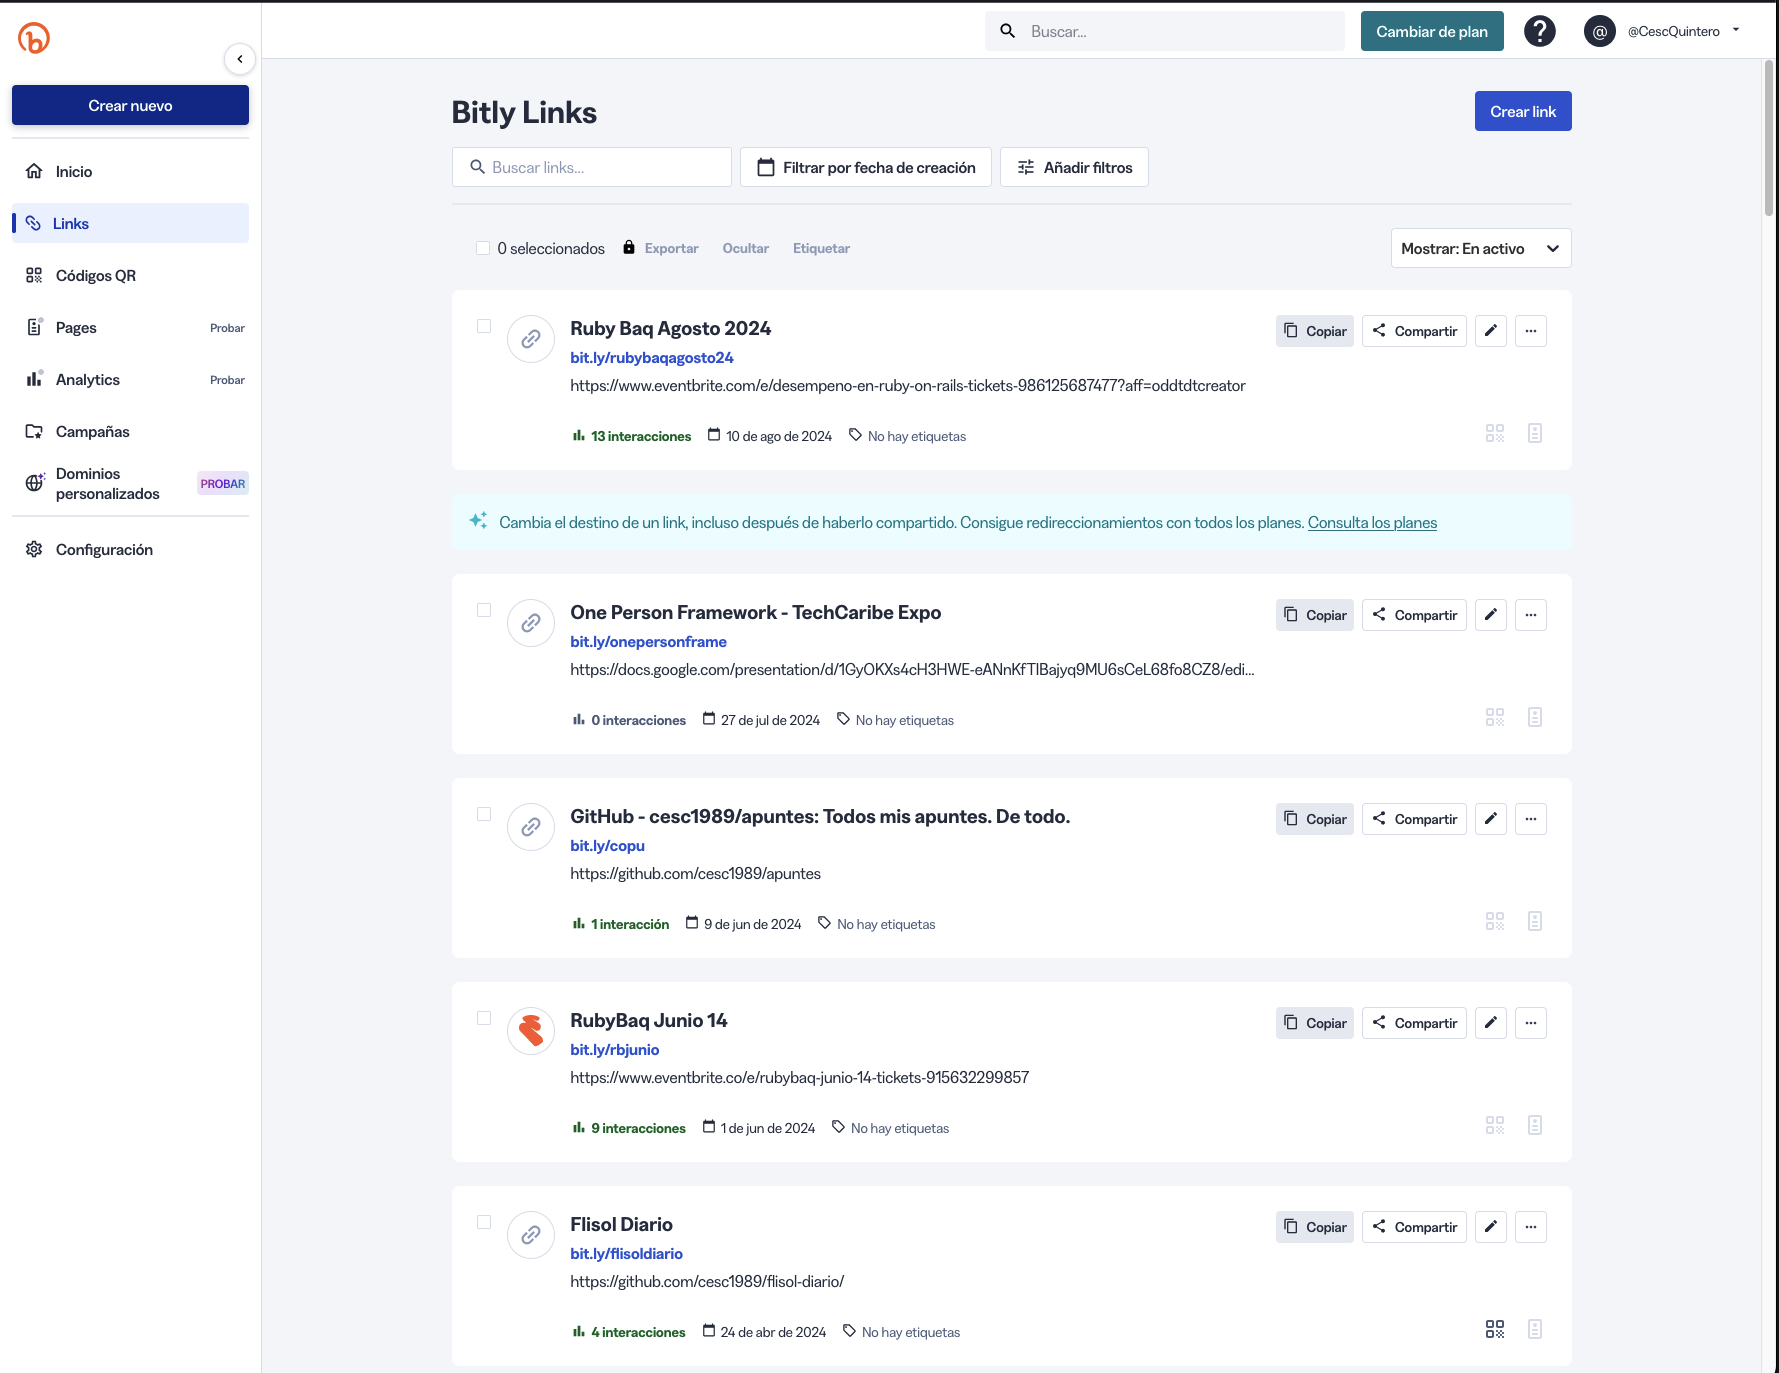 Buscar...
Cambiar de plan
?
@
@CescQuintero
Crear nuevo
Inicio
Links
Códigos QR
Pages
Probar
Analytics
Probar
Campañas
Dominios
personalizados
PROBAR
Configuración
Bitly Links
Crear link
Buscar links...
Filtrar por fecha de creación
Añadir filtros
0 seleccionados
Exportar
Ocultar
Etiquetar
Mostrar: En activo
Ruby Baq Agosto 2024
Copiar
Compartir
bit.ly/rubybaqagosto24
https://www.eventbrite.com/e/desempeno-en-ruby-on-rails-tickets-986125687477?aff=oddtdtcreator
13 interacciones
10 de ago de 2024
No hay etiquetas
Cambia el destino de un link, incluso después de haberlo compartido. Consigue redireccionamientos con todos los planes. Consulta los planes
One Person Framework - TechCaribe Expo
Copiar
Compartir
bit.ly/onepersonframe
https://docs.google.com/presentation/d/1GyOKXs4cH3HWE-eANnKfTlBajyq9MU6sCeL68fo8CZ8/edi...
0 interacciones
27 de jul de 2024
No hay etiquetas
GitHub - cesc1989/apuntes: Todos mis apuntes. De todo.
Copiar
Compartir
bit.ly/copu
https://github.com/cesc1989/apuntes
1 interacción
9 de jun de 2024
No hay etiquetas
RubyBaq Junio 14
Copiar
Compartir
bit.ly/rbjunio
https://www.eventbrite.co/e/rubybaq-junio-14-tickets-915632299857
9 interacciones
1 de jun de 2024
No hay etiquetas
Flisol Diario
Copiar
Compartir
bit.ly/flisoldiario
https://github.com/cesc1989/flisol-diario/
4 interacciones
24 de abr de 2024
No hay etiquetas